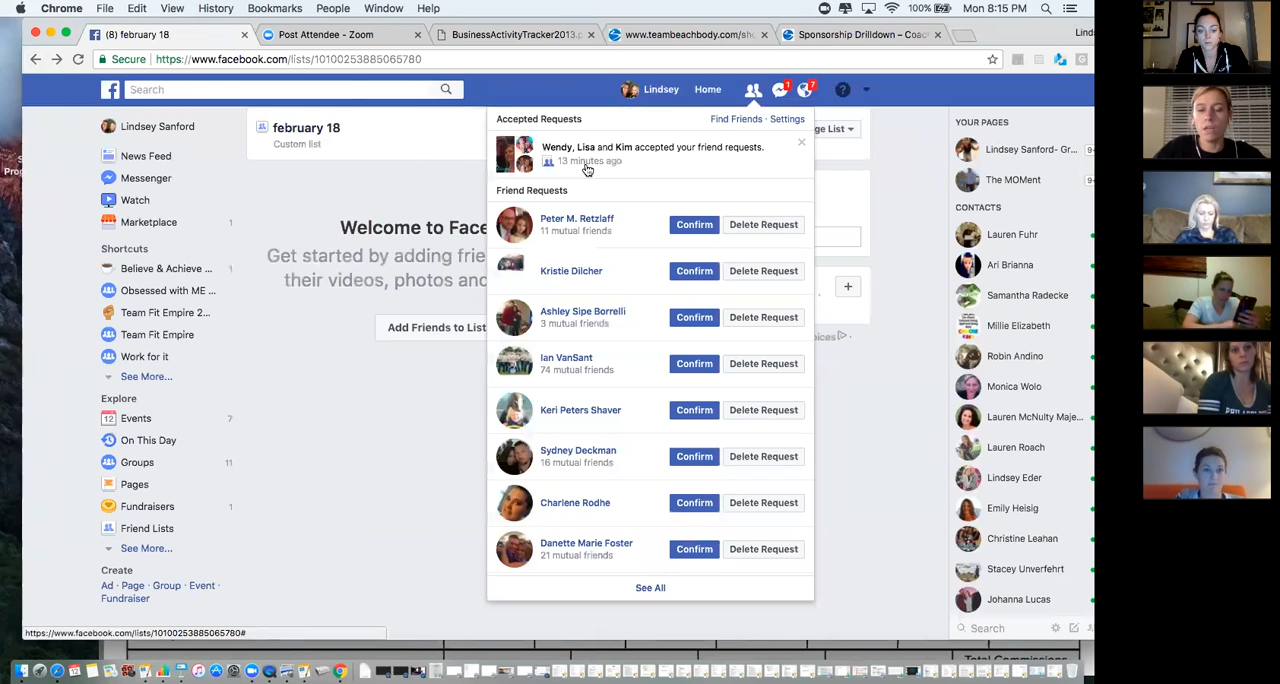 Chrome File Edit View History Bookmarks People Window Help
100% Mon 8:15 PM
(8) february 18
Post Attendee - Zoom
BusinessActivityTracker2013.p
www.teambeachbody.com/sh
Sponsorship Drilldown – Coac
Secure https://www.facebook.com/lists/10100253885065780
Search
Lindsey Home 1 7
Lindsey Sanford
News Feed
Messenger
Watch
Marketplace 1
Shortcuts
Believe & Achieve ... 1
Obsessed with ME ...
Team Fit Empire 2...
Team Fit Empire
Work for it
See More...
Explore
12 Events 7
On This Day
Groups 11
Pages
Fundraisers 1
Friend Lists
See More...
Create
Ad · Page · Group · Event ·
Fundraiser
https://www.facebook.com/lists/10100253885065780#
february 18
Custom list
ge List
Welcome to Face
Get started by adding frie
their videos, photos and
Add Friends to List
Accepted Requests Find Friends · Settings
Wendy, Lisa and Kim accepted your friend requests.
13 minutes ago
Friend Requests
Peter M. Retzlaff
11 mutual friends
Confirm Delete Request
Kristie Dilcher
Confirm Delete Request
Ashley Sipe Borrelli
3 mutual friends
Confirm Delete Request
Ian VanSant
74 mutual friends
Confirm Delete Request
Keri Peters Shaver
Confirm Delete Request
Sydney Deckman
16 mutual friends
Confirm Delete Request
Charlene Rodhe
Confirm Delete Request
Danette Marie Foster
21 mutual friends
Confirm Delete Request
See All
YOUR PAGES
Lindsey Sanford- Gr... 9+
The MOMent 9+
CONTACTS
Lauren Fuhr
Ari Brianna
Samantha Radecke
Millie Elizabeth
Robin Andino
Monica Wolo
Lauren McNulty Maje...
Lauren Roach
Lindsey Eder
Emily Heisig
Christine Leahan
Stacey Unverfehrt
Johanna Lucas
Search